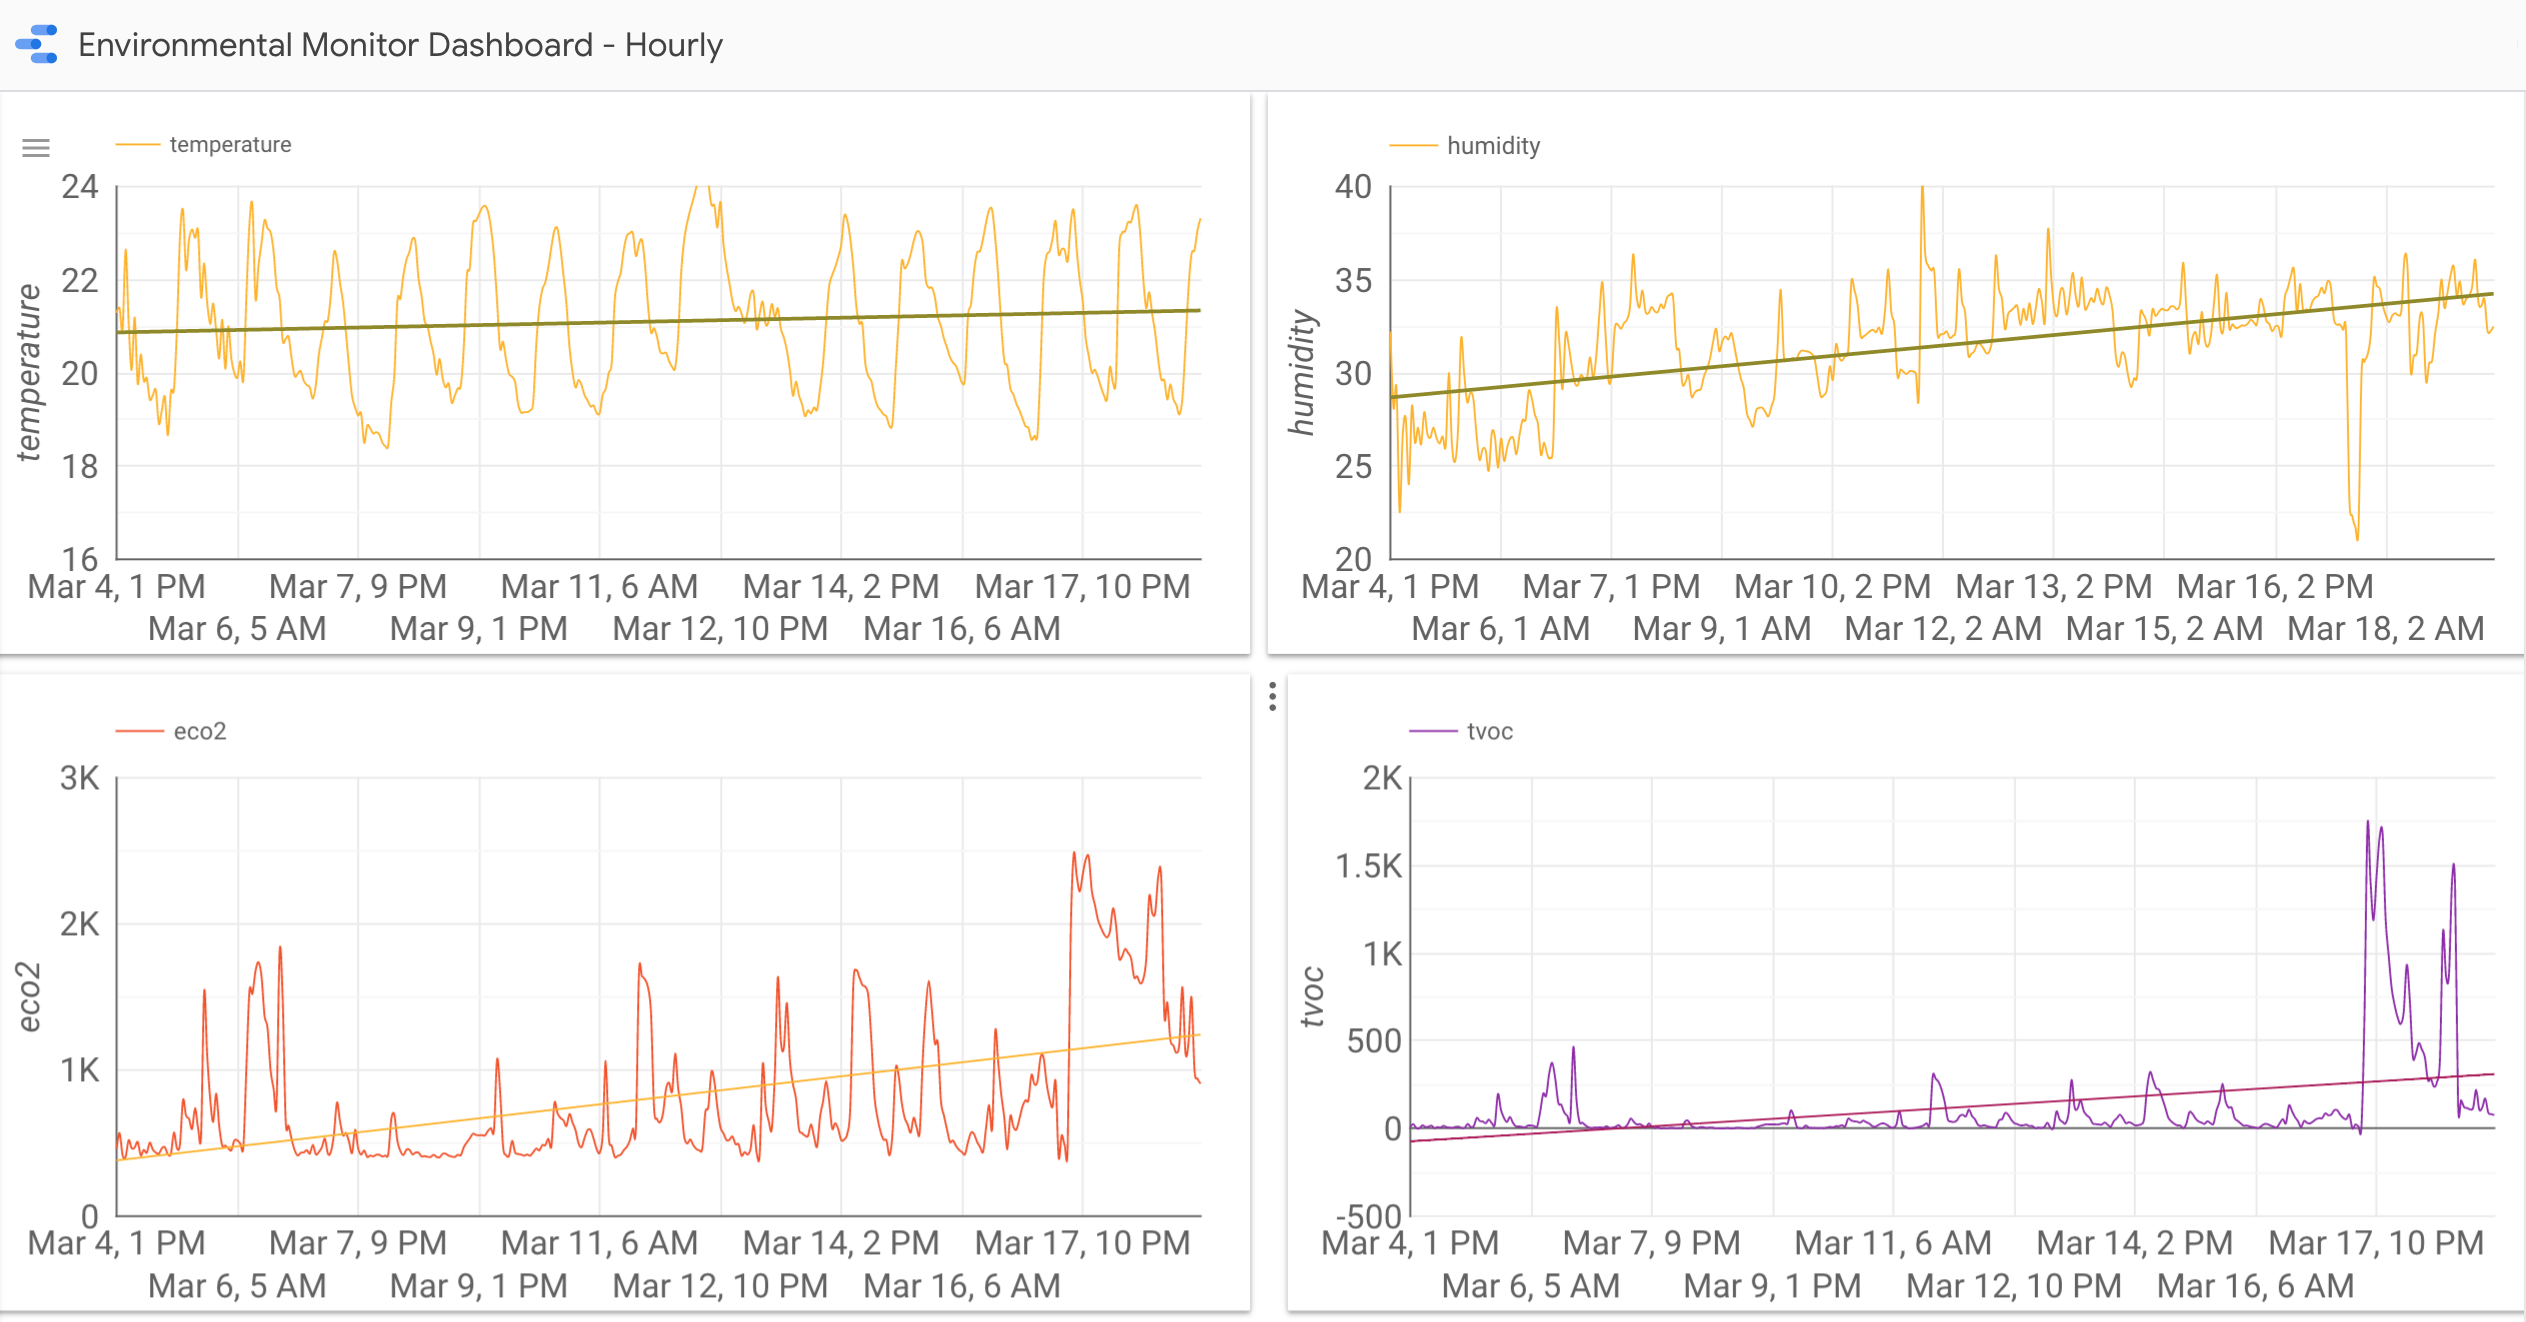 Environmental Monitor Dashboard - Hourly
temperature
24
22
20
18
16
temperature
Mar 4, 1 PM Mar 7, 9 PM Mar 11, 6 AM Mar 14, 2 PM Mar 17, 10 PM
Mar 6, 5 AM Mar 9, 1 PM Mar 12, 10 PM Mar 16, 6 AM
humidity
40
35
30
25
20
humidity
Mar 4, 1 PM Mar 7, 1 PM Mar 10, 2 PM Mar 13, 2 PM Mar 16, 2 PM
Mar 6, 1 AM Mar 9, 1 AM Mar 12, 2 AM Mar 15, 2 AM Mar 18, 2 AM
eco2
3K
2K
1K
0
eco2
Mar 4, 1 PM Mar 7, 9 PM Mar 11, 6 AM Mar 14, 2 PM Mar 17, 10 PM
Mar 6, 5 AM Mar 9, 1 PM Mar 12, 10 PM Mar 16, 6 AM
tvoc
2K
1.5K
1K
500
0
-500
tvoc
Mar 4, 1 PM Mar 7, 9 PM Mar 11, 6 AM Mar 14, 2 PM Mar 17, 10 PM
Mar 6, 5 AM Mar 9, 1 PM Mar 12, 10 PM Mar 16, 6 AM